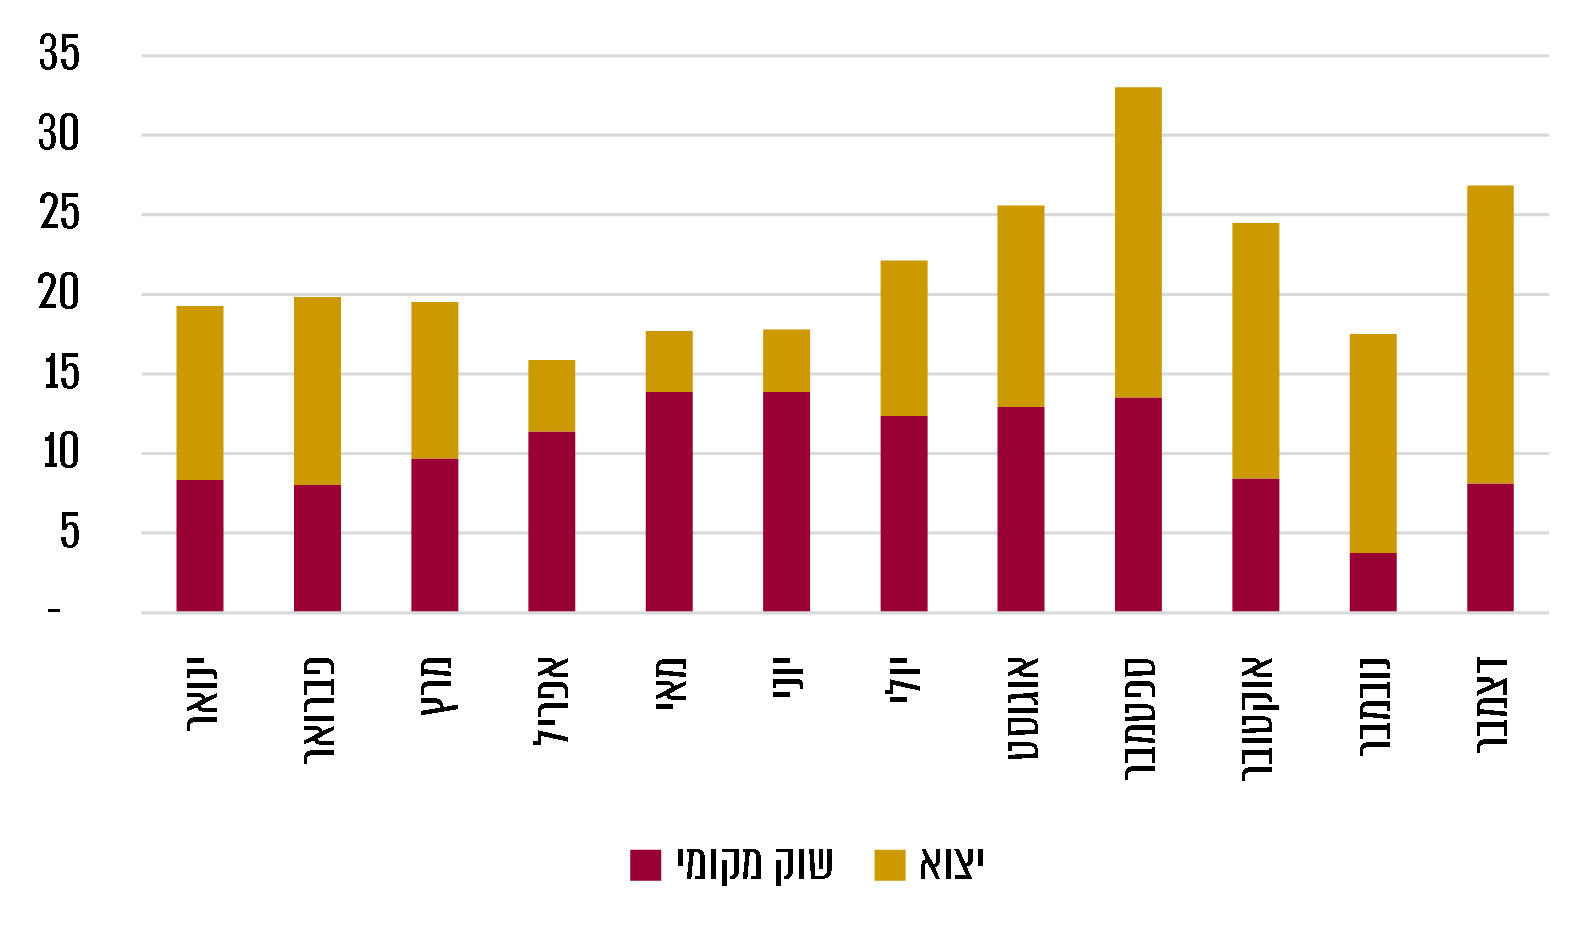 35
30
25
20
15
10
5
-
ינואר
פברואר
מרץ
אפריל
מאי
יוני
יולי
אוגוסט
ספטמבר
אוקטובר
נובמבר
דצמבר
שוק מקומי
יצוא